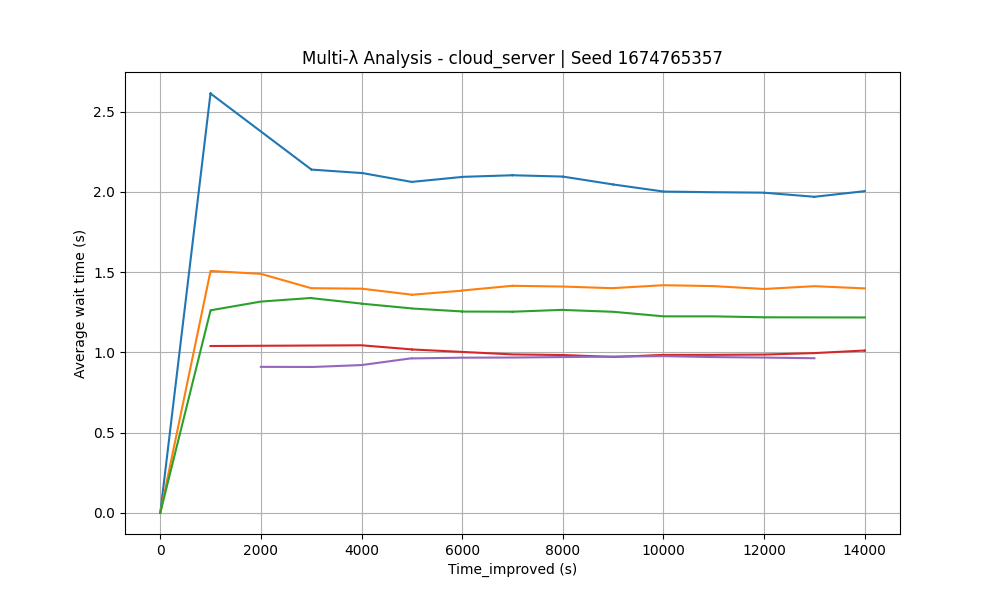 Multi-λ Analysis - cloud_server | Seed 1674765357
Average wait time (s)
2.5
2.0
1.5
1.0
0.5
0.0
0 2000 4000 6000 8000 10000 12000 14000
Time_improved (s)